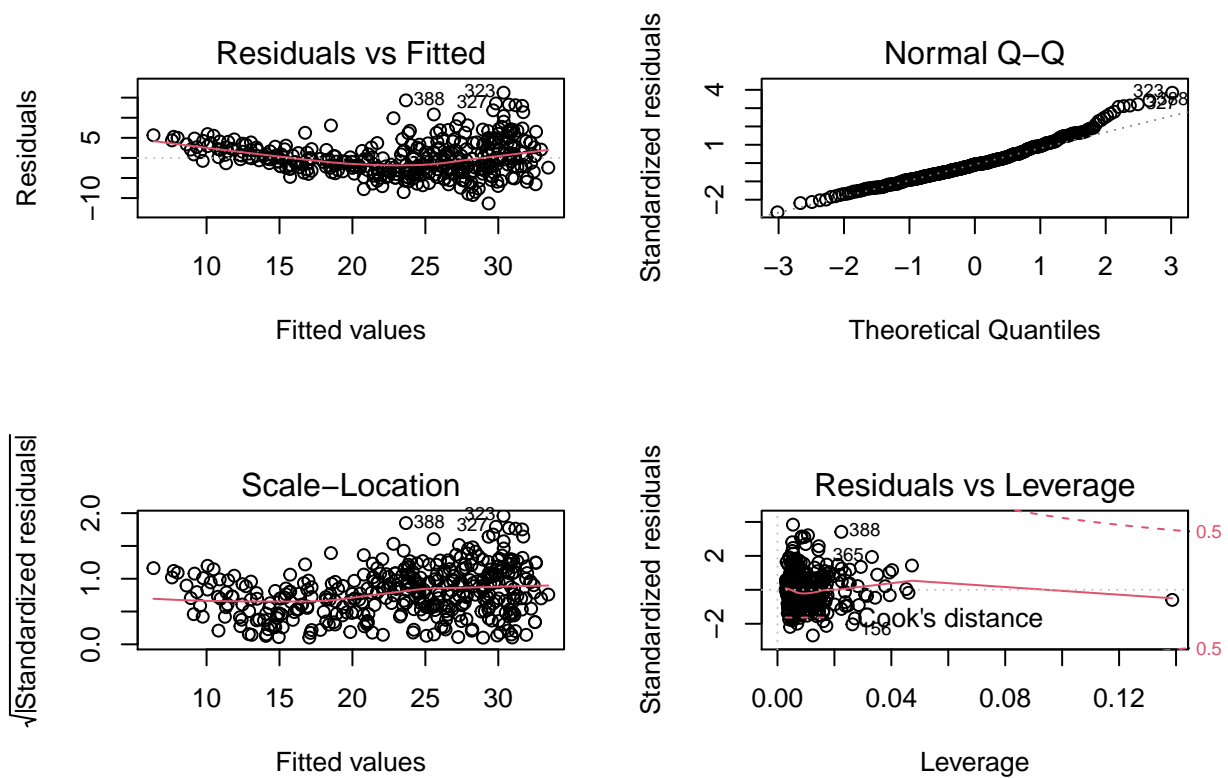 Residuals vs Fitted
Residuals
5
−10
323
327
388
10 15 20 25 30
Fitted values
Normal Q−Q
Standardized residuals
4
1
−2
323
388
327
−3 −2 −1 0 1 2 3
Theoretical Quantiles
Scale−Location
√|Standardized residuals|
2.0
1.0
0.0
323
327
388
10 15 20 25 30
Fitted values
Residuals vs Leverage
Standardized residuals
2
−2
388
365
156
Cook's distance
0.5
0.5
0.00 0.04 0.08 0.12
Leverage